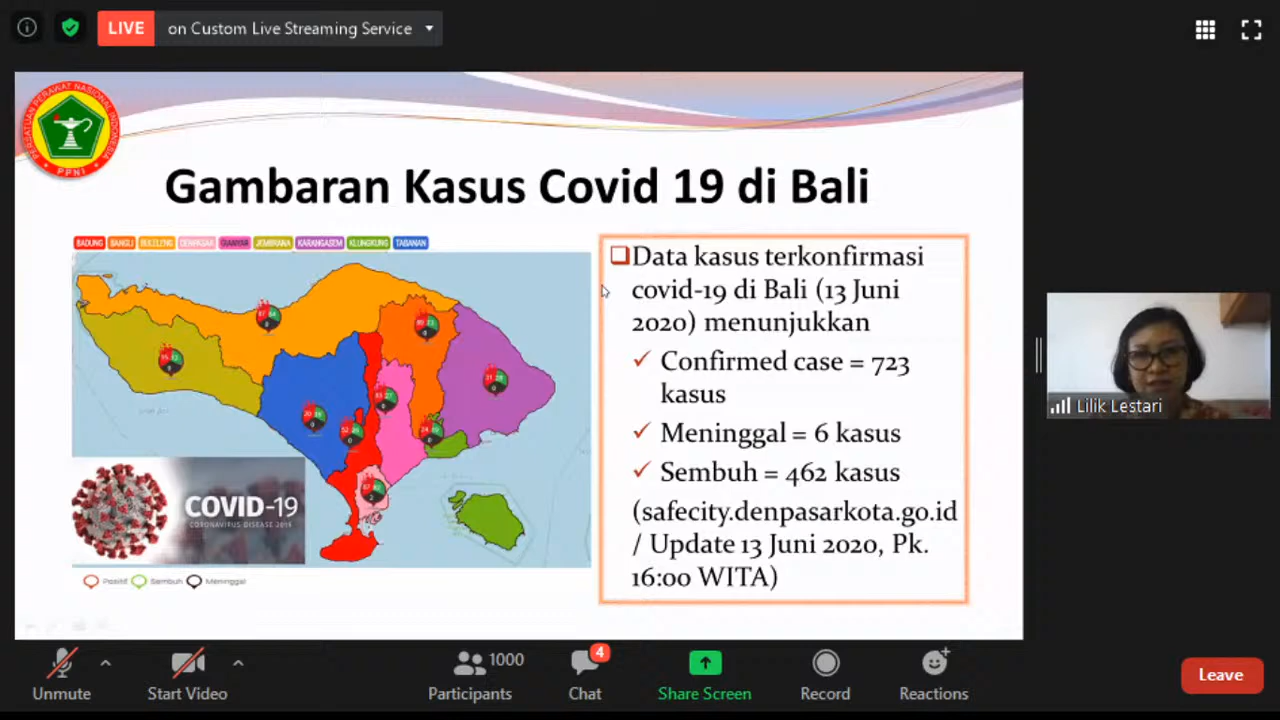 LIVE on Custom Live Streaming Service
PERSATUAN PERAWAT NASIONAL INDONESIA
PPNI
Gambaran Kasus Covid 19 di Bali
BADUNG BANGLI BULELENG DENPASAR GIANYAR JEMBRANA KARANGASEM KLUNGKUNG TABANAN
Data kasus terkonfirmasi
covid-19 di Bali (13 Juni
2020) menunjukkan
Confirmed case = 723
kasus
Meninggal = 6 kasus
Sembuh = 462 kasus
(safecity.denpasarkota.go.id
/ Update 13 Juni 2020, Pk.
16:00 WITA)
COVID-19
CORONAVIRUS DISEASE 2019
Positif Sembuh Meninggal
Lilik Lestari
1000
4
Unmute
Start Video
Participants
Chat
Share Screen
Record
Reactions
Leave